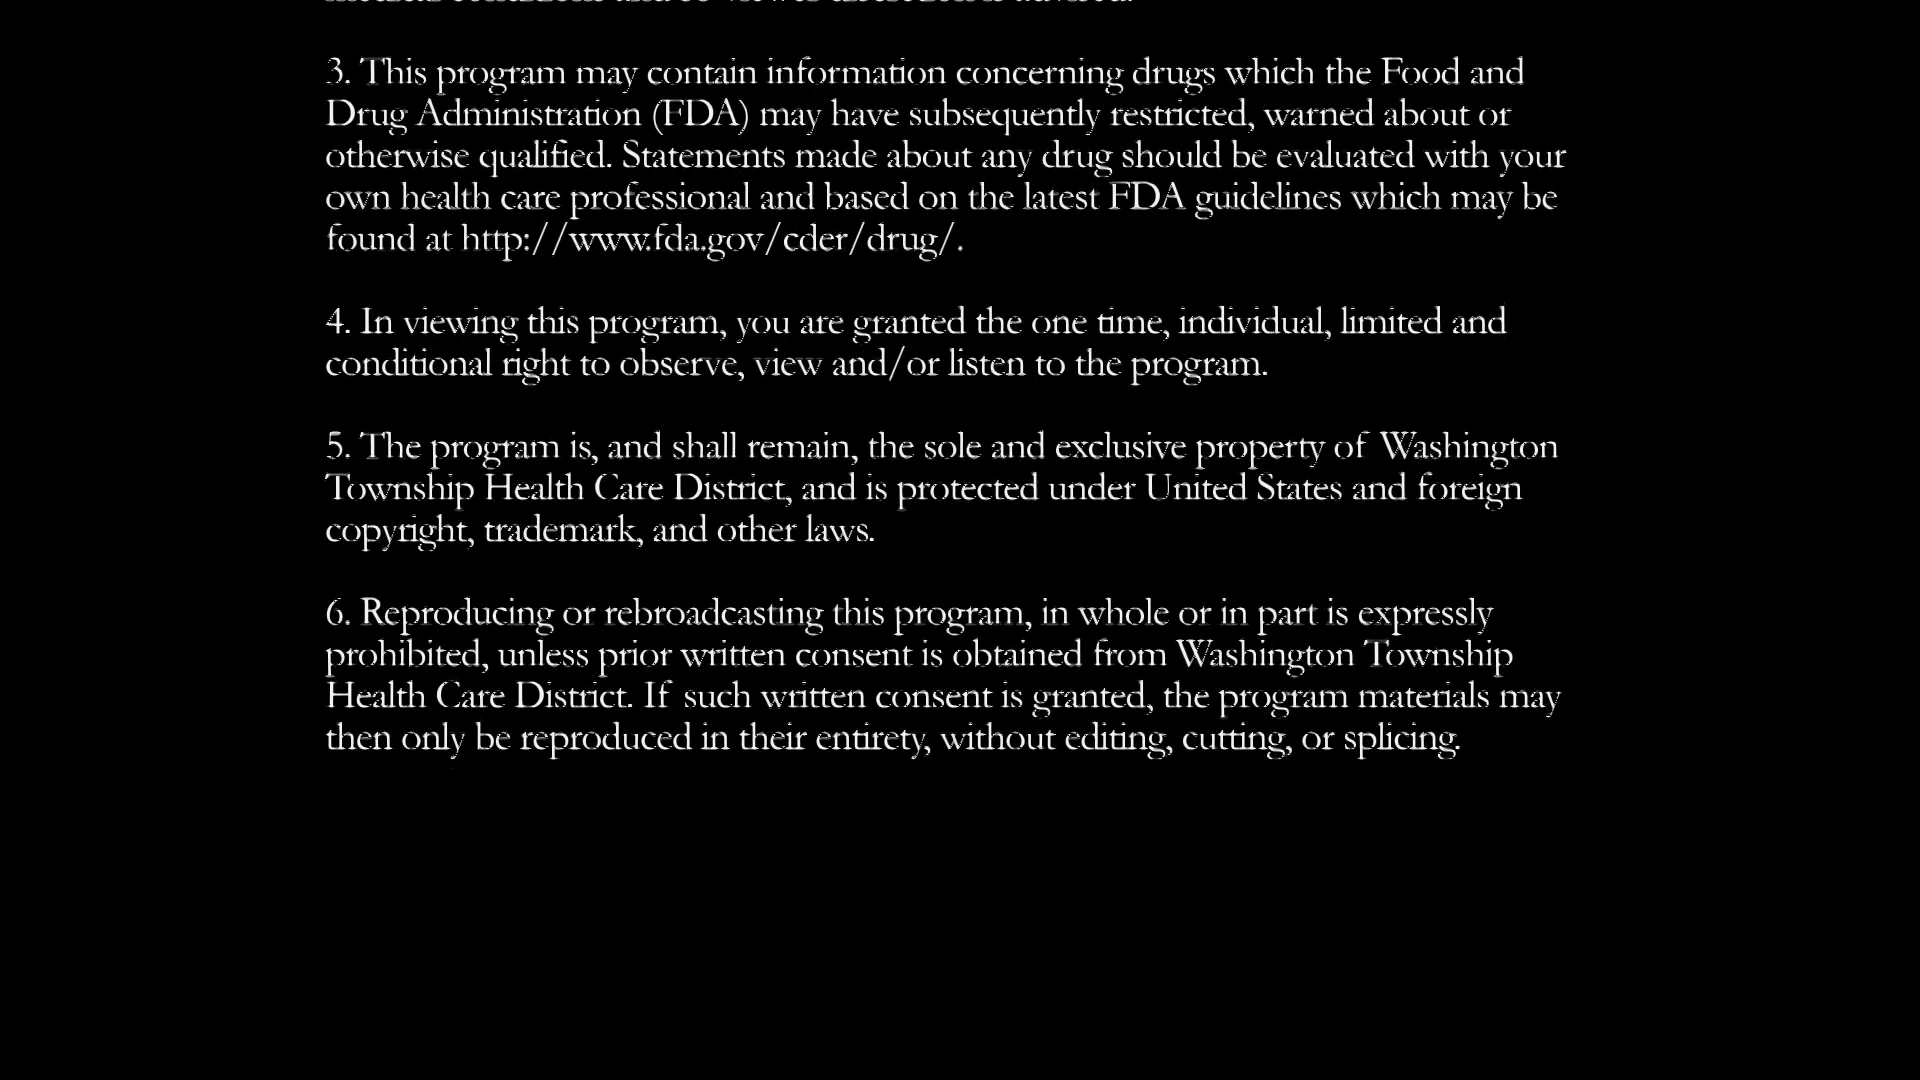 3. This program may contain information concerning drugs which the Food and
Drug Administration (FDA) may have subsequently restricted, warned about or
otherwise qualified. Statements made about any drug should be evaluated with your
own health care professional and based on the latest FDA guidelines which may be
found at http://www.fda.gov/cder/drug/.
4. In viewing this program, you are granted the one time, individual, limited and
conditional right to observe, view and/or listen to the program.
5. The program is, and shall remain, the sole and exclusive property of Washington
Township Health Care District, and is protected under United States and foreign
copyright, trademark, and other laws.
6. Reproducing or rebroadcasting this program, in whole or in part is expressly
prohibited, unless prior written consent is obtained from Washington Township
Health Care District. If such written consent is granted, the program materials may
then only be reproduced in their entirety, without editing, cutting, or splicing.